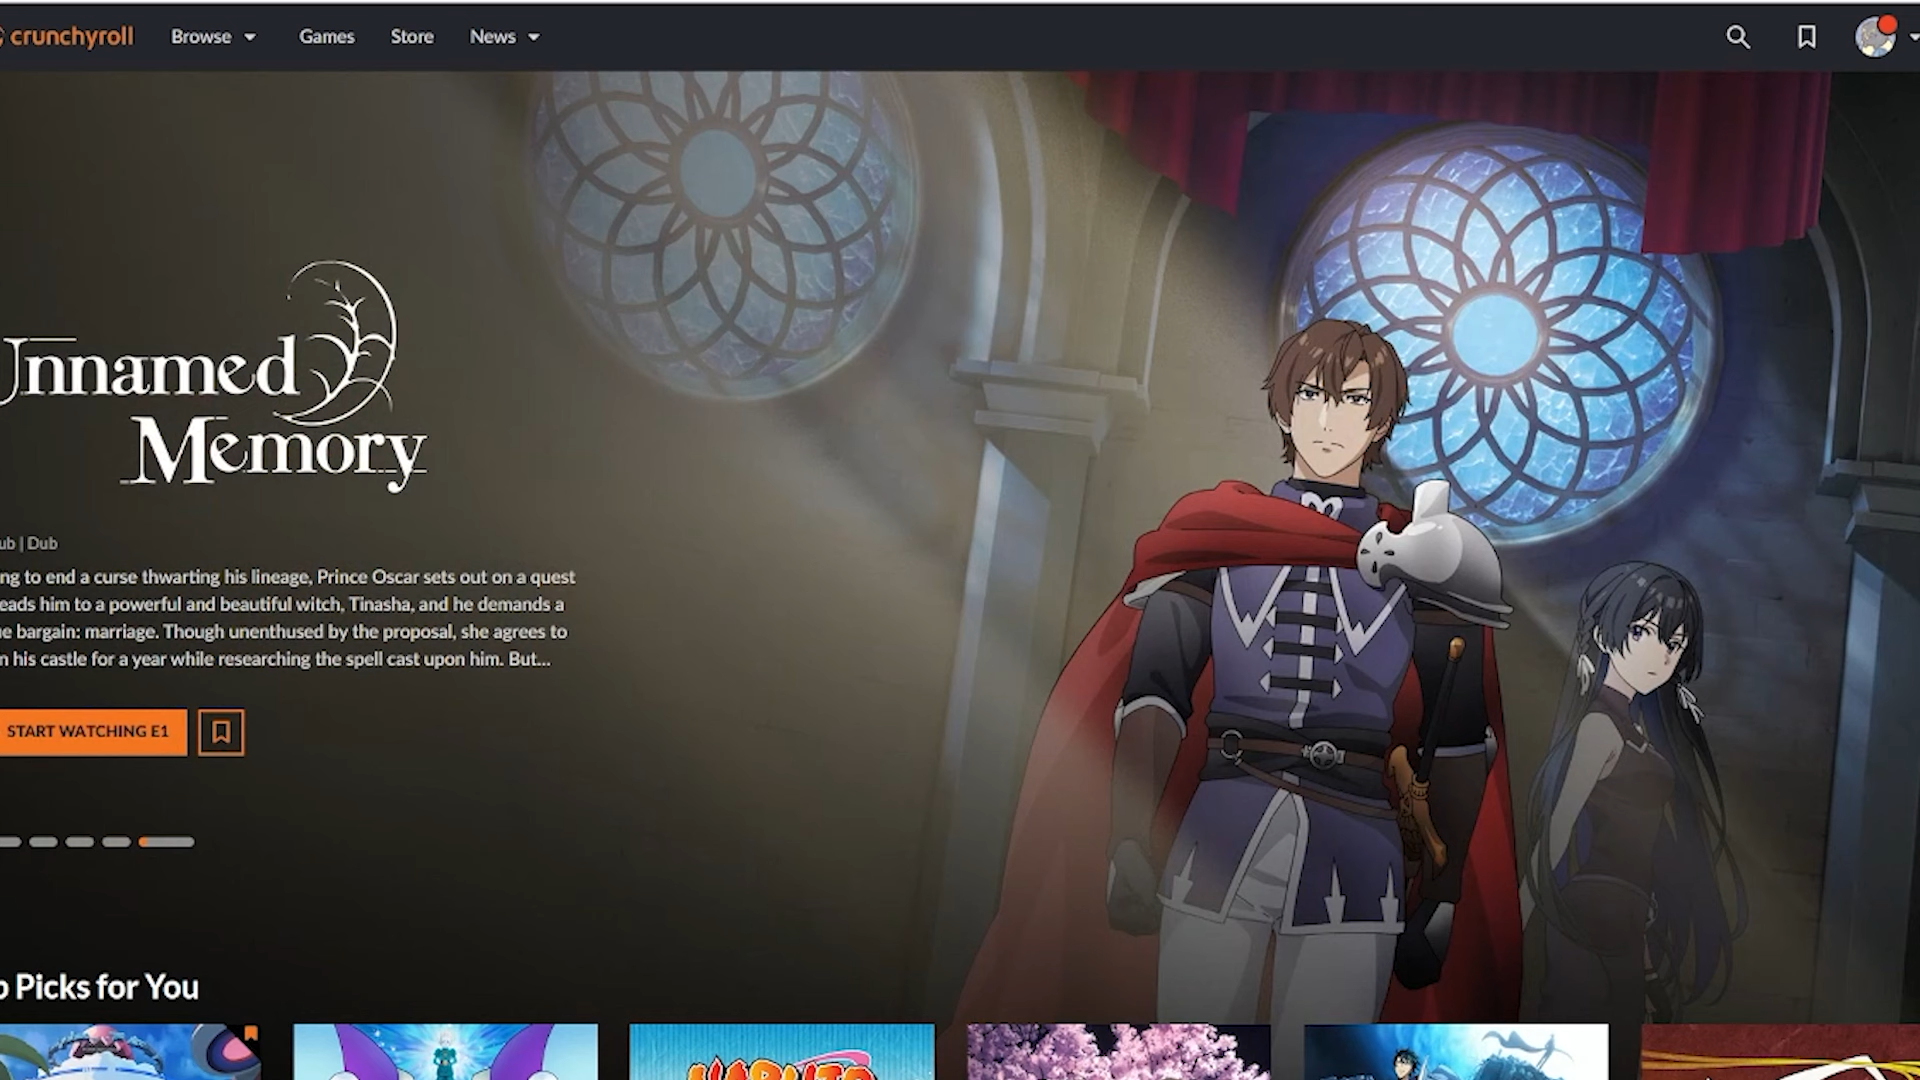 crunchyroll Browse Games Store News
Unnamed
Memory
ub | Dub
ng to end a curse thwarting his lineage, Prince Oscar sets out on a quest
eads him to a powerful and beautiful witch, Tinasha, and he demands a
e bargain: marriage. Though unenthused by the proposal, she agrees to
n his castle for a year while researching the spell cast upon him. But...
START WATCHING E1
p Picks for You
NARUTO